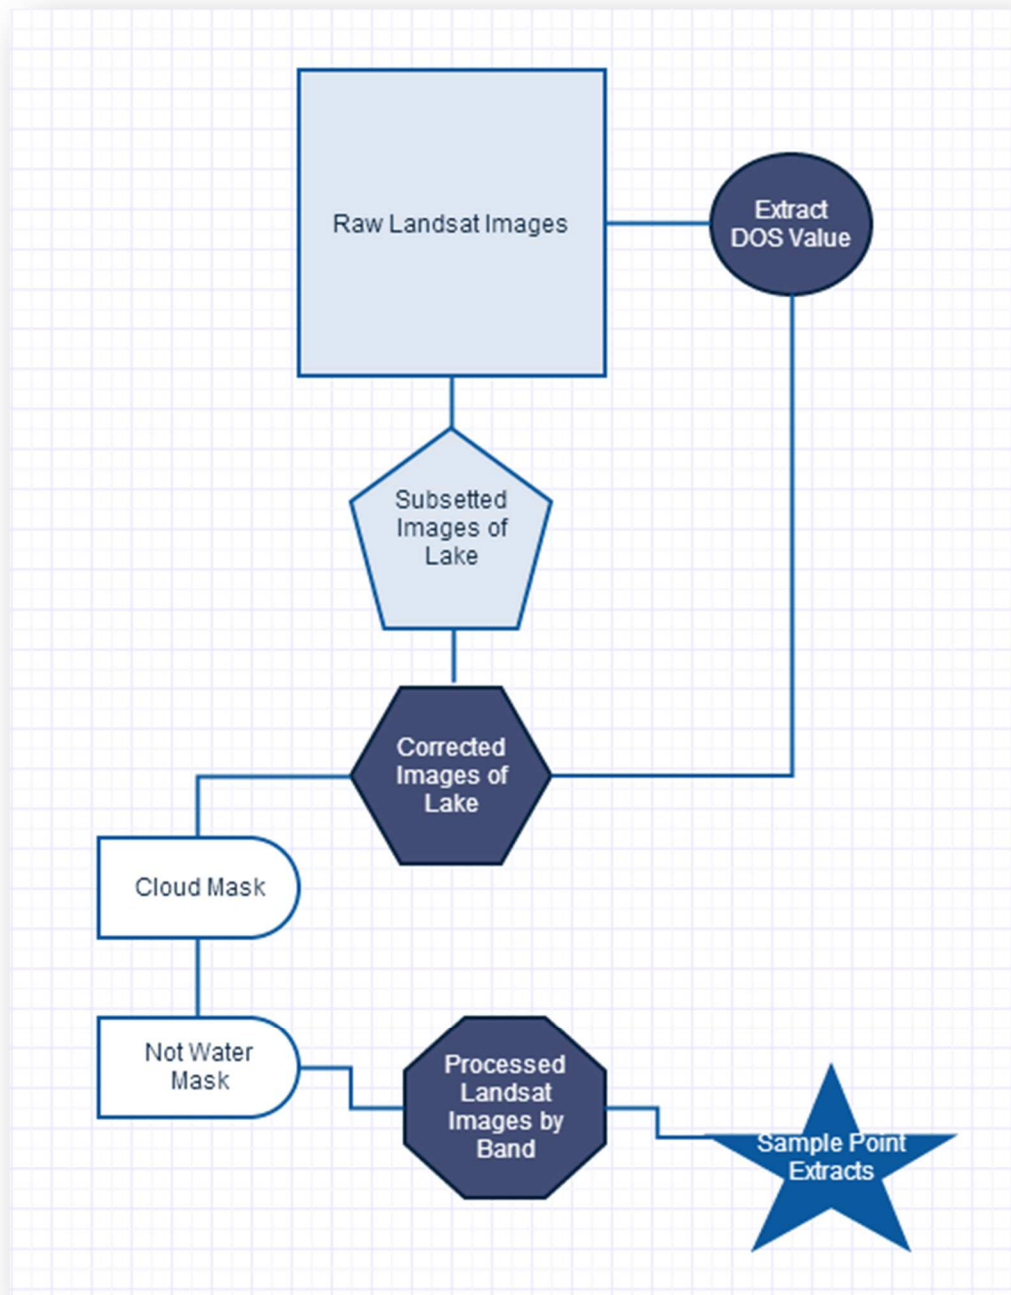 Raw Landsat Images
Extract
DOS Value
Subsetted
Images of
Lake
Corrected
Images of
Lake
Cloud Mask
Not Water
Mask
Processed
Landsat
Images by
Band
Sample Point
Extracts